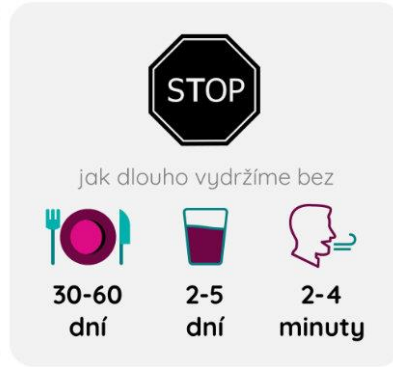 STOP
jak dlouho vydržíme bez
30-60 dní
2-5 dní
2-4 minuty